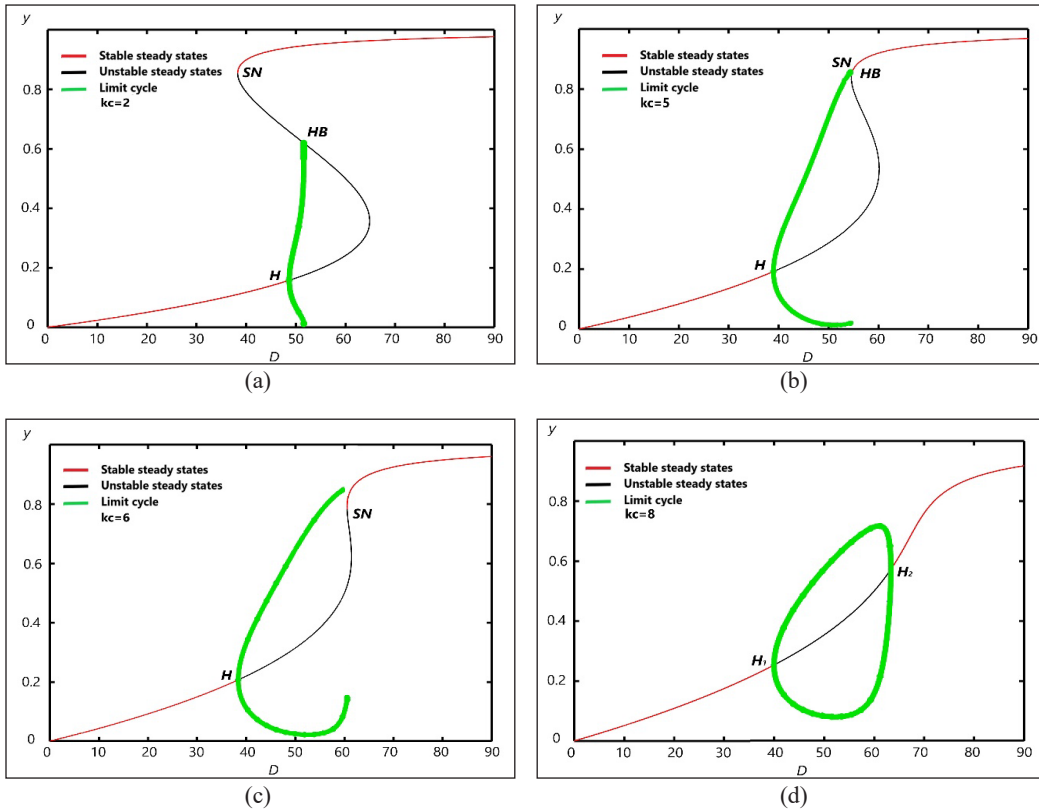 y
Stable steady states
Unstable steady states
Limit cycle
kc=2
SN
HB
H
0.8
0.6
0.4
0.2
0
0 10 20 30 40 50 60 70 80 90
D
(a)
y
Stable steady states
Unstable steady states
Limit cycle
kc=5
SN
HB
H
0.8
0.6
0.4
0.2
0
0 10 20 30 40 50 60 70 80 90
D
(b)
y
Stable steady states
Unstable steady states
Limit cycle
kc=6
SN
H
0.8
0.6
0.4
0.2
0
0 10 20 30 40 50 60 70 80 90
D
(c)
y
Stable steady states
Unstable steady states
Limit cycle
kc=8
H₂
H₁
0.8
0.6
0.4
0.2
0
0 10 20 30 40 50 60 70 80 90
D
(d)